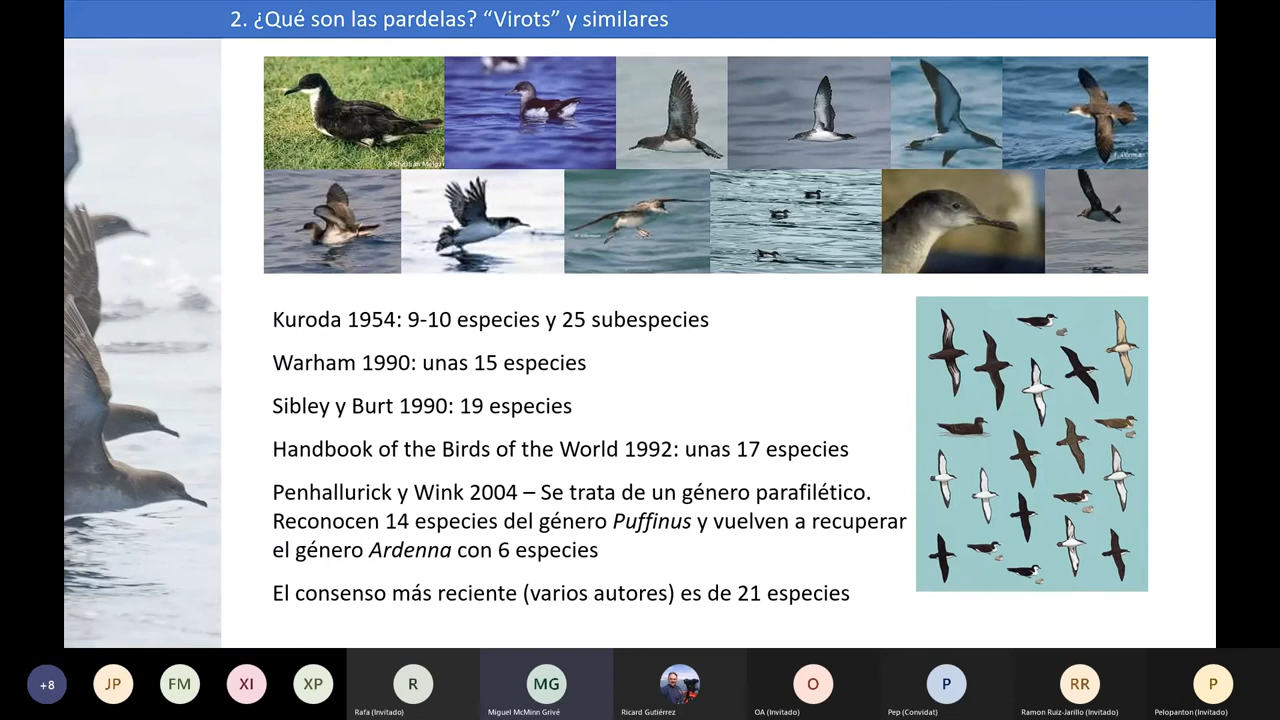 2. ¿Qué son las pardelas? “Virots” y similares
Kuroda 1954: 9-10 especies y 25 subespecies
Warham 1990: unas 15 especies
Sibley y Burt 1990: 19 especies
Handbook of the Birds of the World 1992: unas 17 especies
Penhallurick y Wink 2004 – Se trata de un género parafilético.
Reconocen 14 especies del género Puffinus y vuelven a recuperar
el género Ardenna con 6 especies
El consenso más reciente (varios autores) es de 21 especies
+8
JP
FM
XI
XP
R
MG
O
P
RR
P
Rafa (Invitado)
Miguel McMinn Grivé
Ricard Gutiérrez
OA (Invitado)
Pep (Convidat)
Ramon Ruiz-Jarillo (Invitado)
Pelopanton (Invitado)